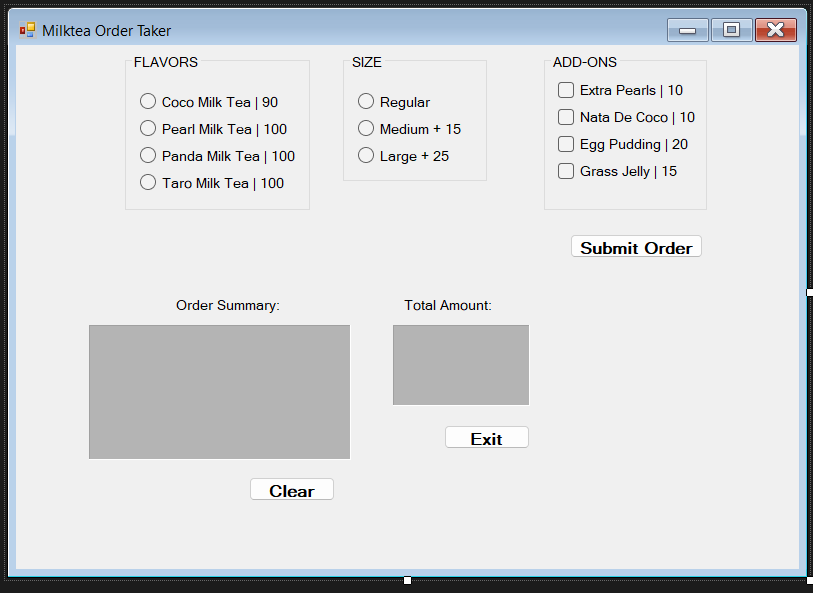 Milktea Order Taker
FLAVORS
Coco Milk Tea | 90
Pearl Milk Tea | 100
Panda Milk Tea | 100
Taro Milk Tea | 100
SIZE
Regular
Medium + 15
Large + 25
ADD-ONS
Extra Pearls | 10
Nata De Coco | 10
Egg Pudding | 20
Grass Jelly | 15
Submit Order
Order Summary:
Total Amount:
Exit
Clear